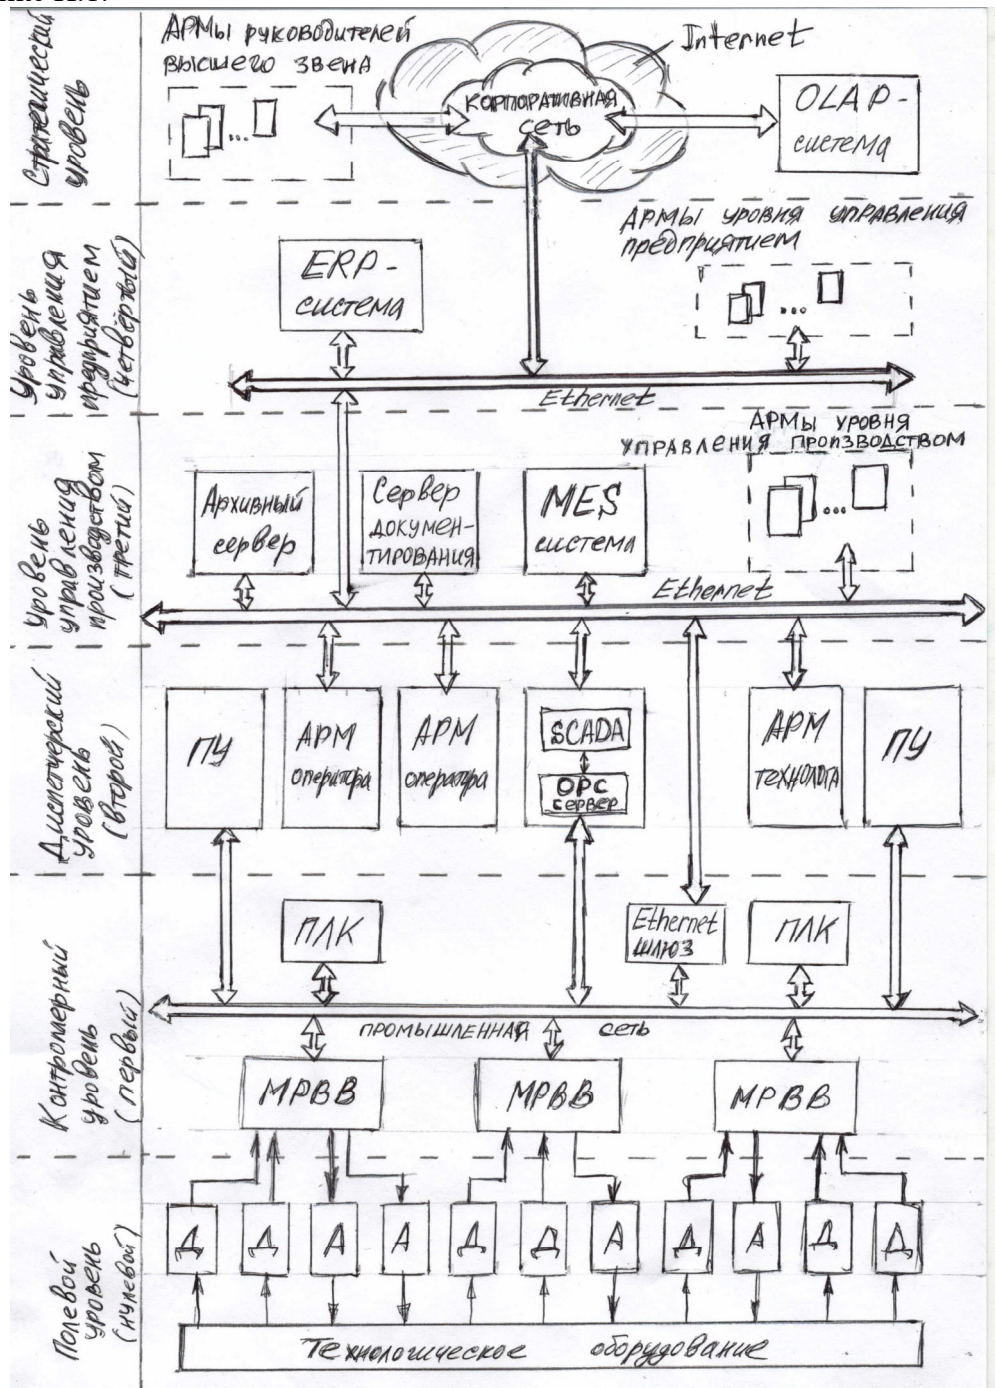 АРМы руководителей
высшего звена
Internet
КОРПОРАТИВНАЯ
сеть
OLAP-
система
Стратегический
уровень
АРМЫ УРОВНЯ УПРАВЛЕНИЯ
предприятием
ERP-
система
Ethernet
Уровень
управления
предприятием
(четвёртый)
АРМы УРОВНЯ
УПРАВЛЕНИЯ ПРОИЗВОДСТВОМ
Архивный
сервер
Сервер
ДОКУМЕН-
ТИРОВАНИЯ
MES
система
Ethernet
Уровень
управления
производством
(третий)
ПУ
АРМ
оператора
АРМ
оператора
SCADA
OPC
сервер
АРМ
технолога
ПУ
Диспетчерский
уровень
(второй)
ПЛК
Ethernet
шлюз
ПЛК
ПРОМЫШЛЕННАЯ сеть
МРВВ
МРВВ
МРВВ
Контроллерный
уровень
(первый)
Д Д А А Д Д А Д А Д Д
Технологическое оборудование
Полевой
уровень
(нулевой)